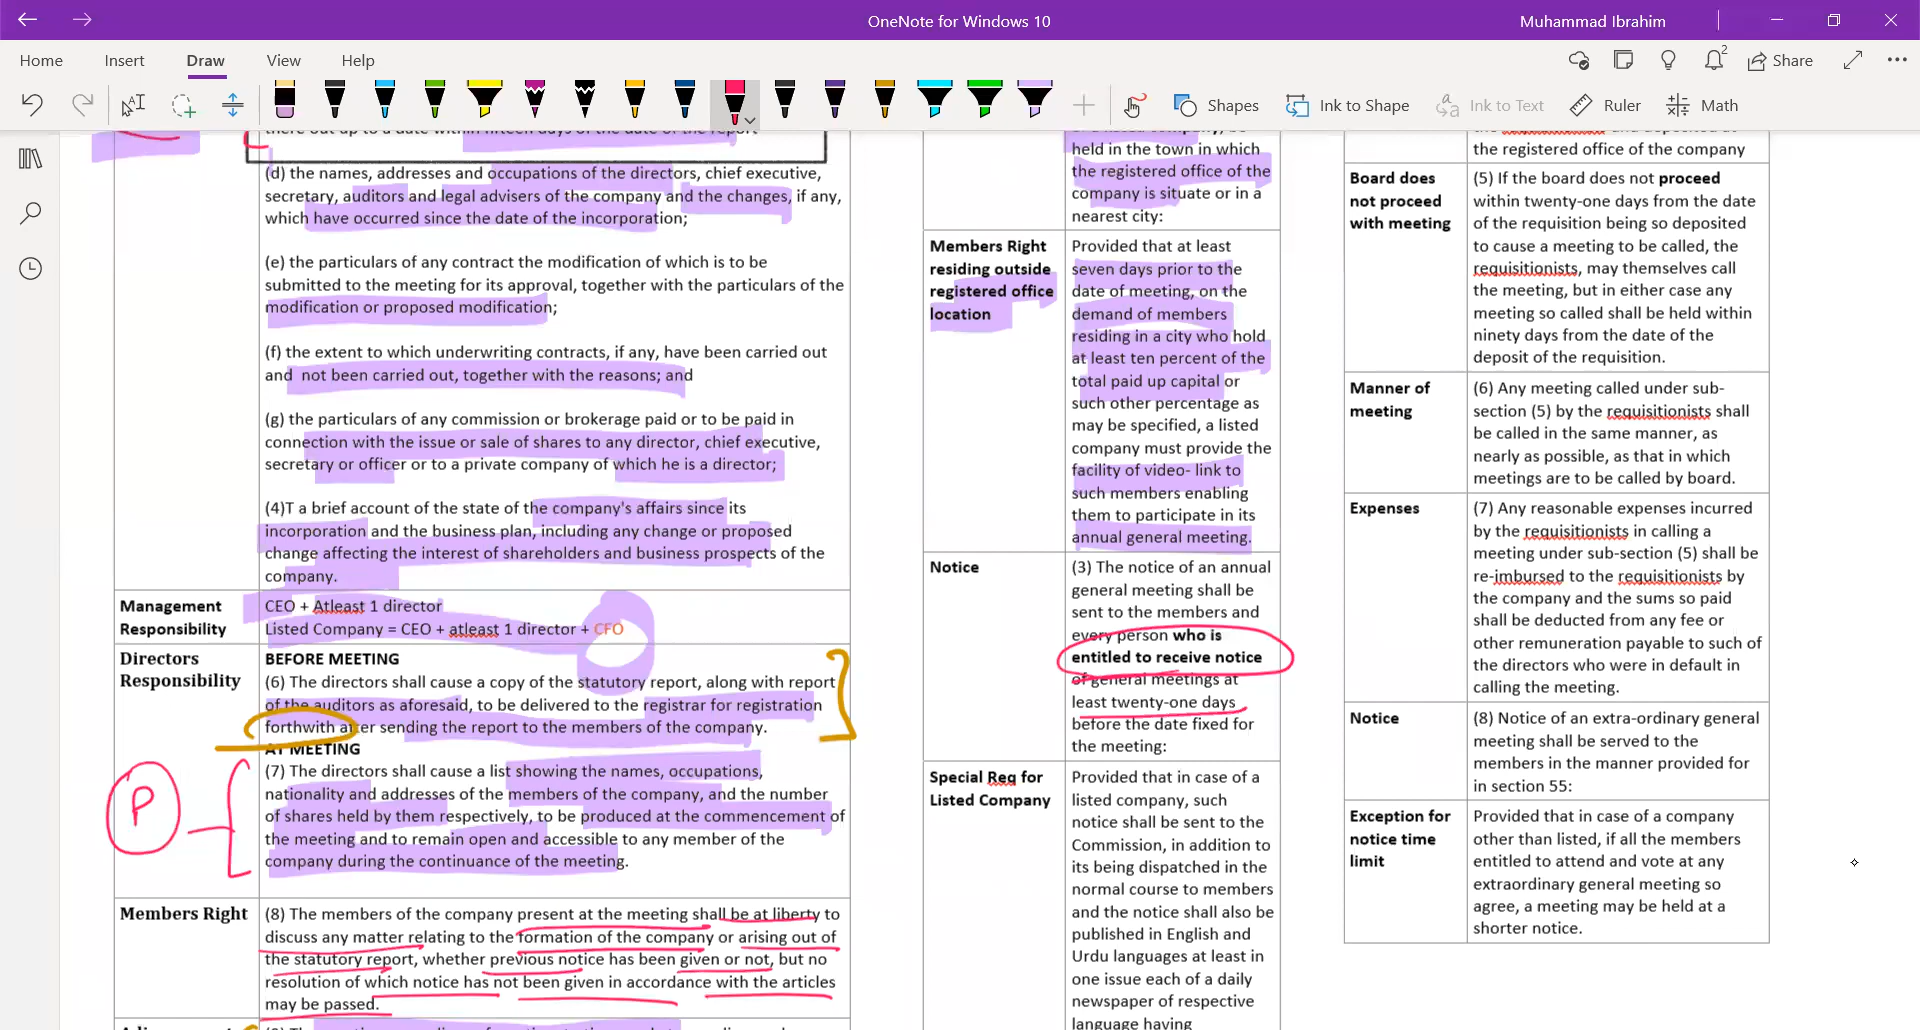 OneNote for Windows 10
Muhammad Ibrahim
Home
Insert
Draw
View
Help
2
Share
Shapes
Ink to Shape
Ink to Text
Ruler
Math
there out up to a date within fifteen days of the date of the report
(d) the names, addresses and occupations of the directors, chief executive,
secretary, auditors and legal advisers of the company and the changes, if any,
which have occurred since the date of the incorporation;
(e) the particulars of any contract the modification of which is to be
submitted to the meeting for its approval, together with the particulars of the
modification or proposed modification;
(f) the extent to which underwriting contracts, if any, have been carried out
and not been carried out, together with the reasons; and
(g) the particulars of any commission or brokerage paid or to be paid in
connection with the issue or sale of shares to any director, chief executive,
secretary or officer or to a private company of which he is a director;
(4)T a brief account of the state of the company's affairs since its
incorporation and the business plan, including any change or proposed
change affecting the interest of shareholders and business prospects of the
company.
Management
Responsibility
CEO + Atleast 1 director
Listed Company = CEO + atleast 1 director + CFO
Directors
Responsibility
BEFORE MEETING
(6) The directors shall cause a copy of the statutory report, along with report
of the auditors as aforesaid, to be delivered to the registrar for registration
forthwith after sending the report to the members of the company.
AT MEETING
(7) The directors shall cause a list showing the names, occupations,
nationality and addresses of the members of the company, and the number
of shares held by them respectively, to be produced at the commencement of
the meeting and to remain open and accessible to any member of the
company during the continuance of the meeting.
P
Members Right
(8) The members of the company present at the meeting shall be at liberty to
discuss any matter relating to the formation of the company or arising out of
the statutory report, whether previous notice has been given or not, but no
resolution of which notice has not been given in accordance with the articles
may be passed.
held in the town in which
the registered office of the
company is situate or in a
nearest city:
Members Right
residing outside
registered office
location
Provided that at least
seven days prior to the
date of meeting, on the
demand of members
residing in a city who hold
at least ten percent of the
total paid up capital or
such other percentage as
may be specified, a listed
company must provide the
facility of video- link to
such members enabling
them to participate in its
annual general meeting.
Notice
(3) The notice of an annual
general meeting shall be
sent to the members and
every person who is
entitled to receive notice
of general meetings at
least twenty-one days
before the date fixed for
the meeting:
Special Req for
Listed Company
Provided that in case of a
listed company, such
notice shall be sent to the
Commission, in addition to
its being dispatched in the
normal course to members
and the notice shall also be
published in English and
Urdu languages at least in
one issue each of a daily
newspaper of respective
language having
the registered office of the company
Board does
not proceed
with meeting
(5) If the board does not proceed
within twenty-one days from the date
of the requisition being so deposited
to cause a meeting to be called, the
requisitionists, may themselves call
the meeting, but in either case any
meeting so called shall be held within
ninety days from the date of the
deposit of the requisition.
Manner of
meeting
(6) Any meeting called under sub-
section (5) by the requisitionists shall
be called in the same manner, as
nearly as possible, as that in which
meetings are to be called by board.
Expenses
(7) Any reasonable expenses incurred
by the requisitionists in calling a
meeting under sub-section (5) shall be
re-imbursed to the requisitionists by
the company and the sums so paid
shall be deducted from any fee or
other remuneration payable to such of
the directors who were in default in
calling the meeting.
Notice
(8) Notice of an extra-ordinary general
meeting shall be served to the
members in the manner provided for
in section 55:
Exception for
notice time
limit
Provided that in case of a company
other than listed, if all the members
entitled to attend and vote at any
extraordinary general meeting so
agree, a meeting may be held at a
shorter notice.